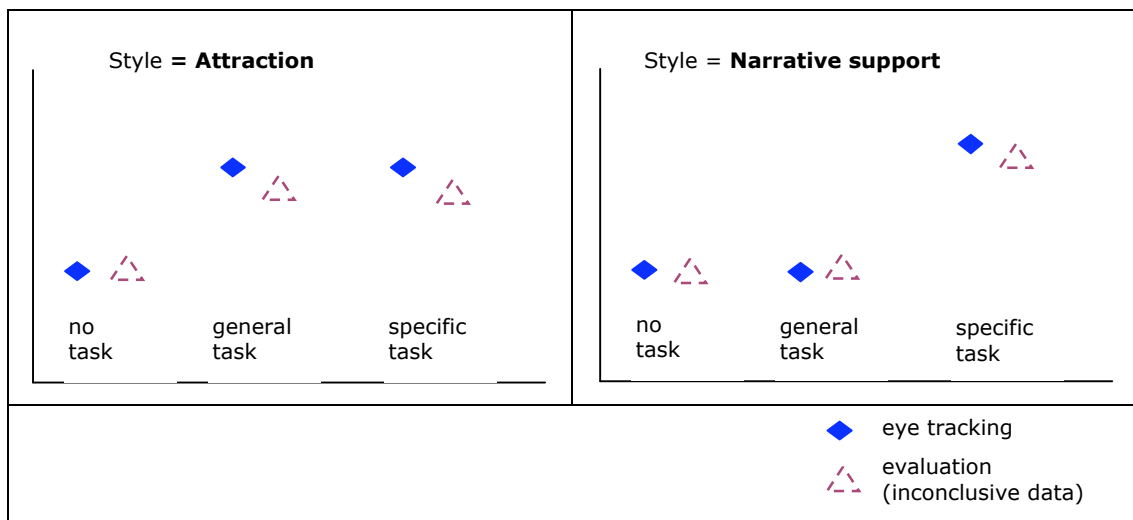 Style = Attraction
no
task
general
task
specific
task
Style = Narrative support
no
task
general
task
specific
task
eye tracking
evaluation
(inconclusive data)